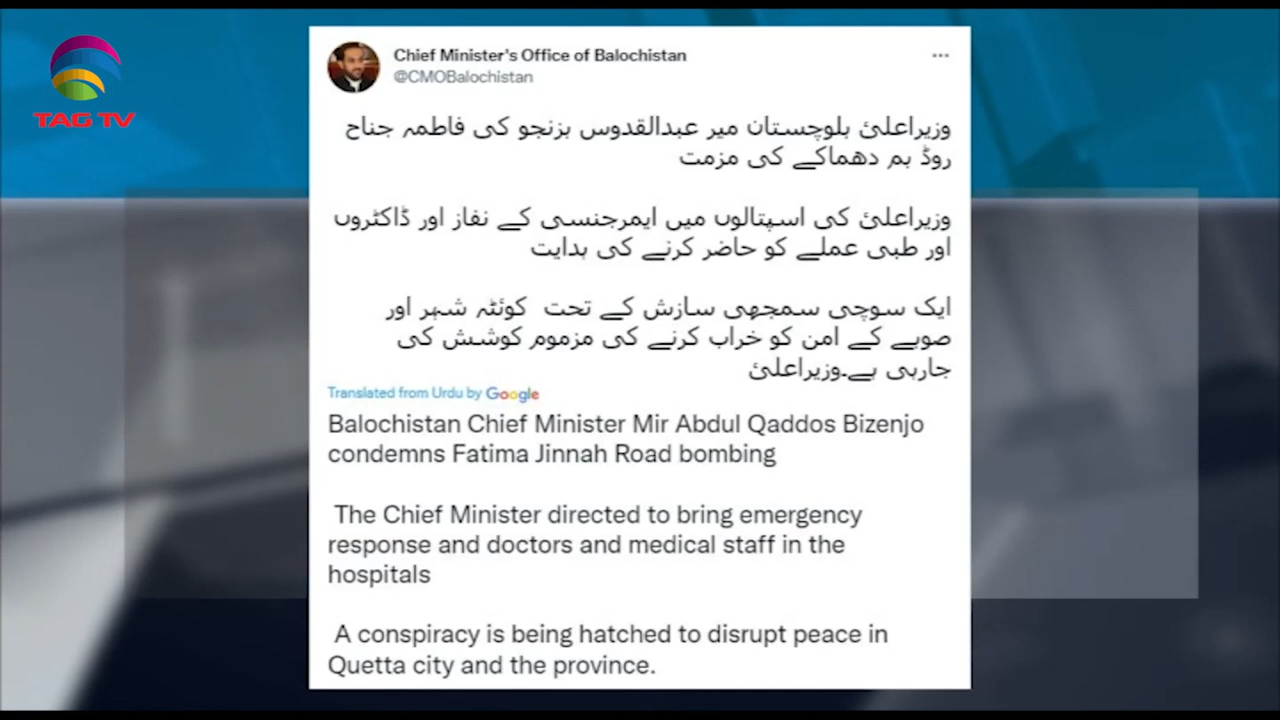 TAG TV
Chief Minister's Office of Balochistan
@CMOBalochistan
وزیراعلیٰ بلوچستان میر عبدالقدوس بزنجو کی فاطمہ جناح
روڈ بم دھماکے کی مزمت
وزیراعلیٰ کی اسپتالوں میں ایمرجنسی کے نفاز اور ڈاکٹروں
اور طبی عملے کو حاضر کرنے کی ہدایت
ایک سوچی سمجھی سازش کے تحت کوئٹہ شہر اور
صوبے کے امن کو خراب کرنے کی مزموم کوشش کی
جارہی ہے۔وزیراعلیٰ
Translated from Urdu by Google
Balochistan Chief Minister Mir Abdul Qaddos Bizenjo
condemns Fatima Jinnah Road bombing
The Chief Minister directed to bring emergency
response and doctors and medical staff in the
hospitals
A conspiracy is being hatched to disrupt peace in
Quetta city and the province.